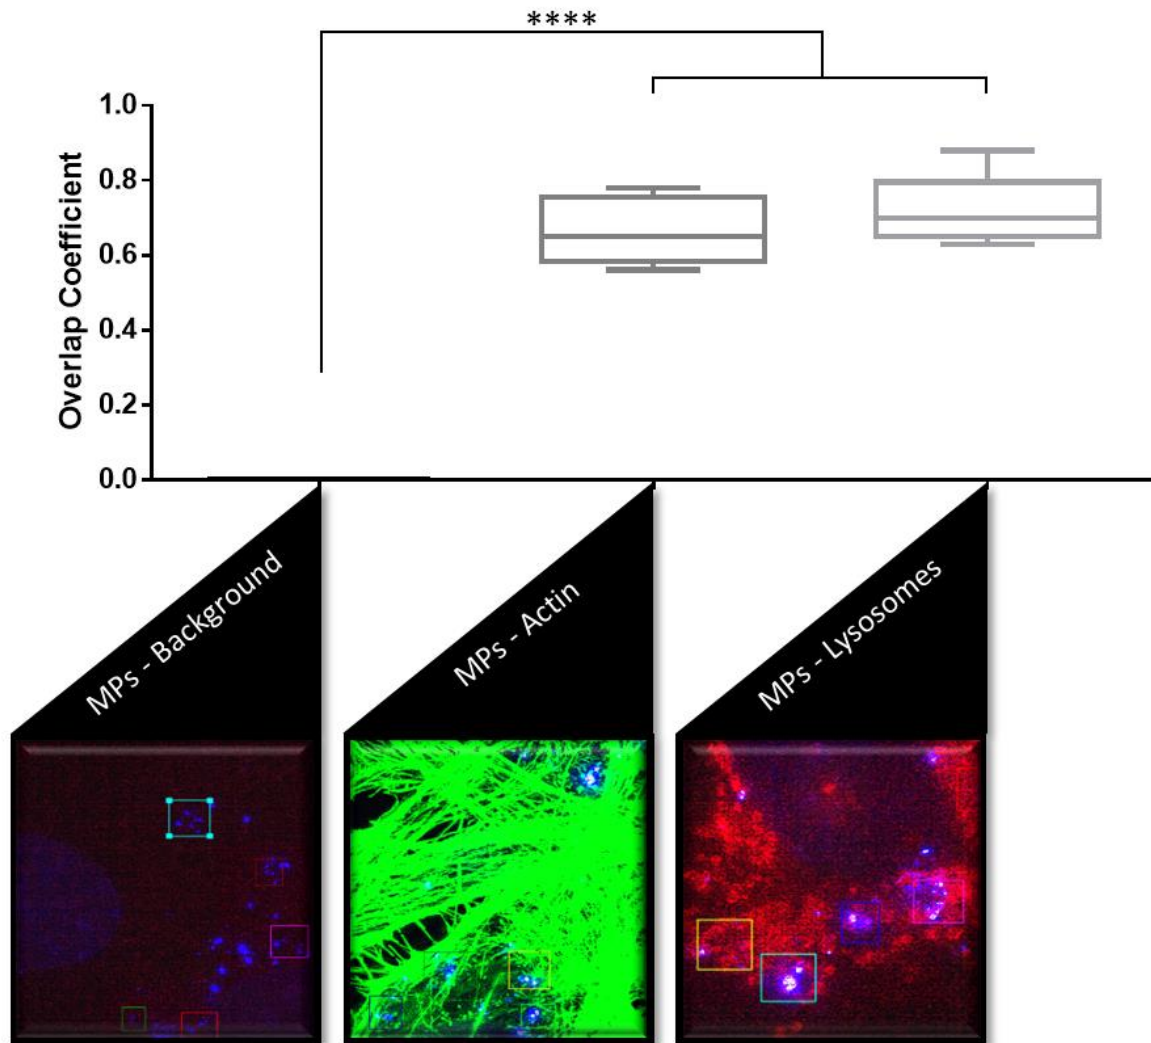 ****
1.0
0.8
0.6
0.4
0.2
0.0
Overlap Coefficient
MPs - Background
MPs - Actin
MPs - Lysosomes